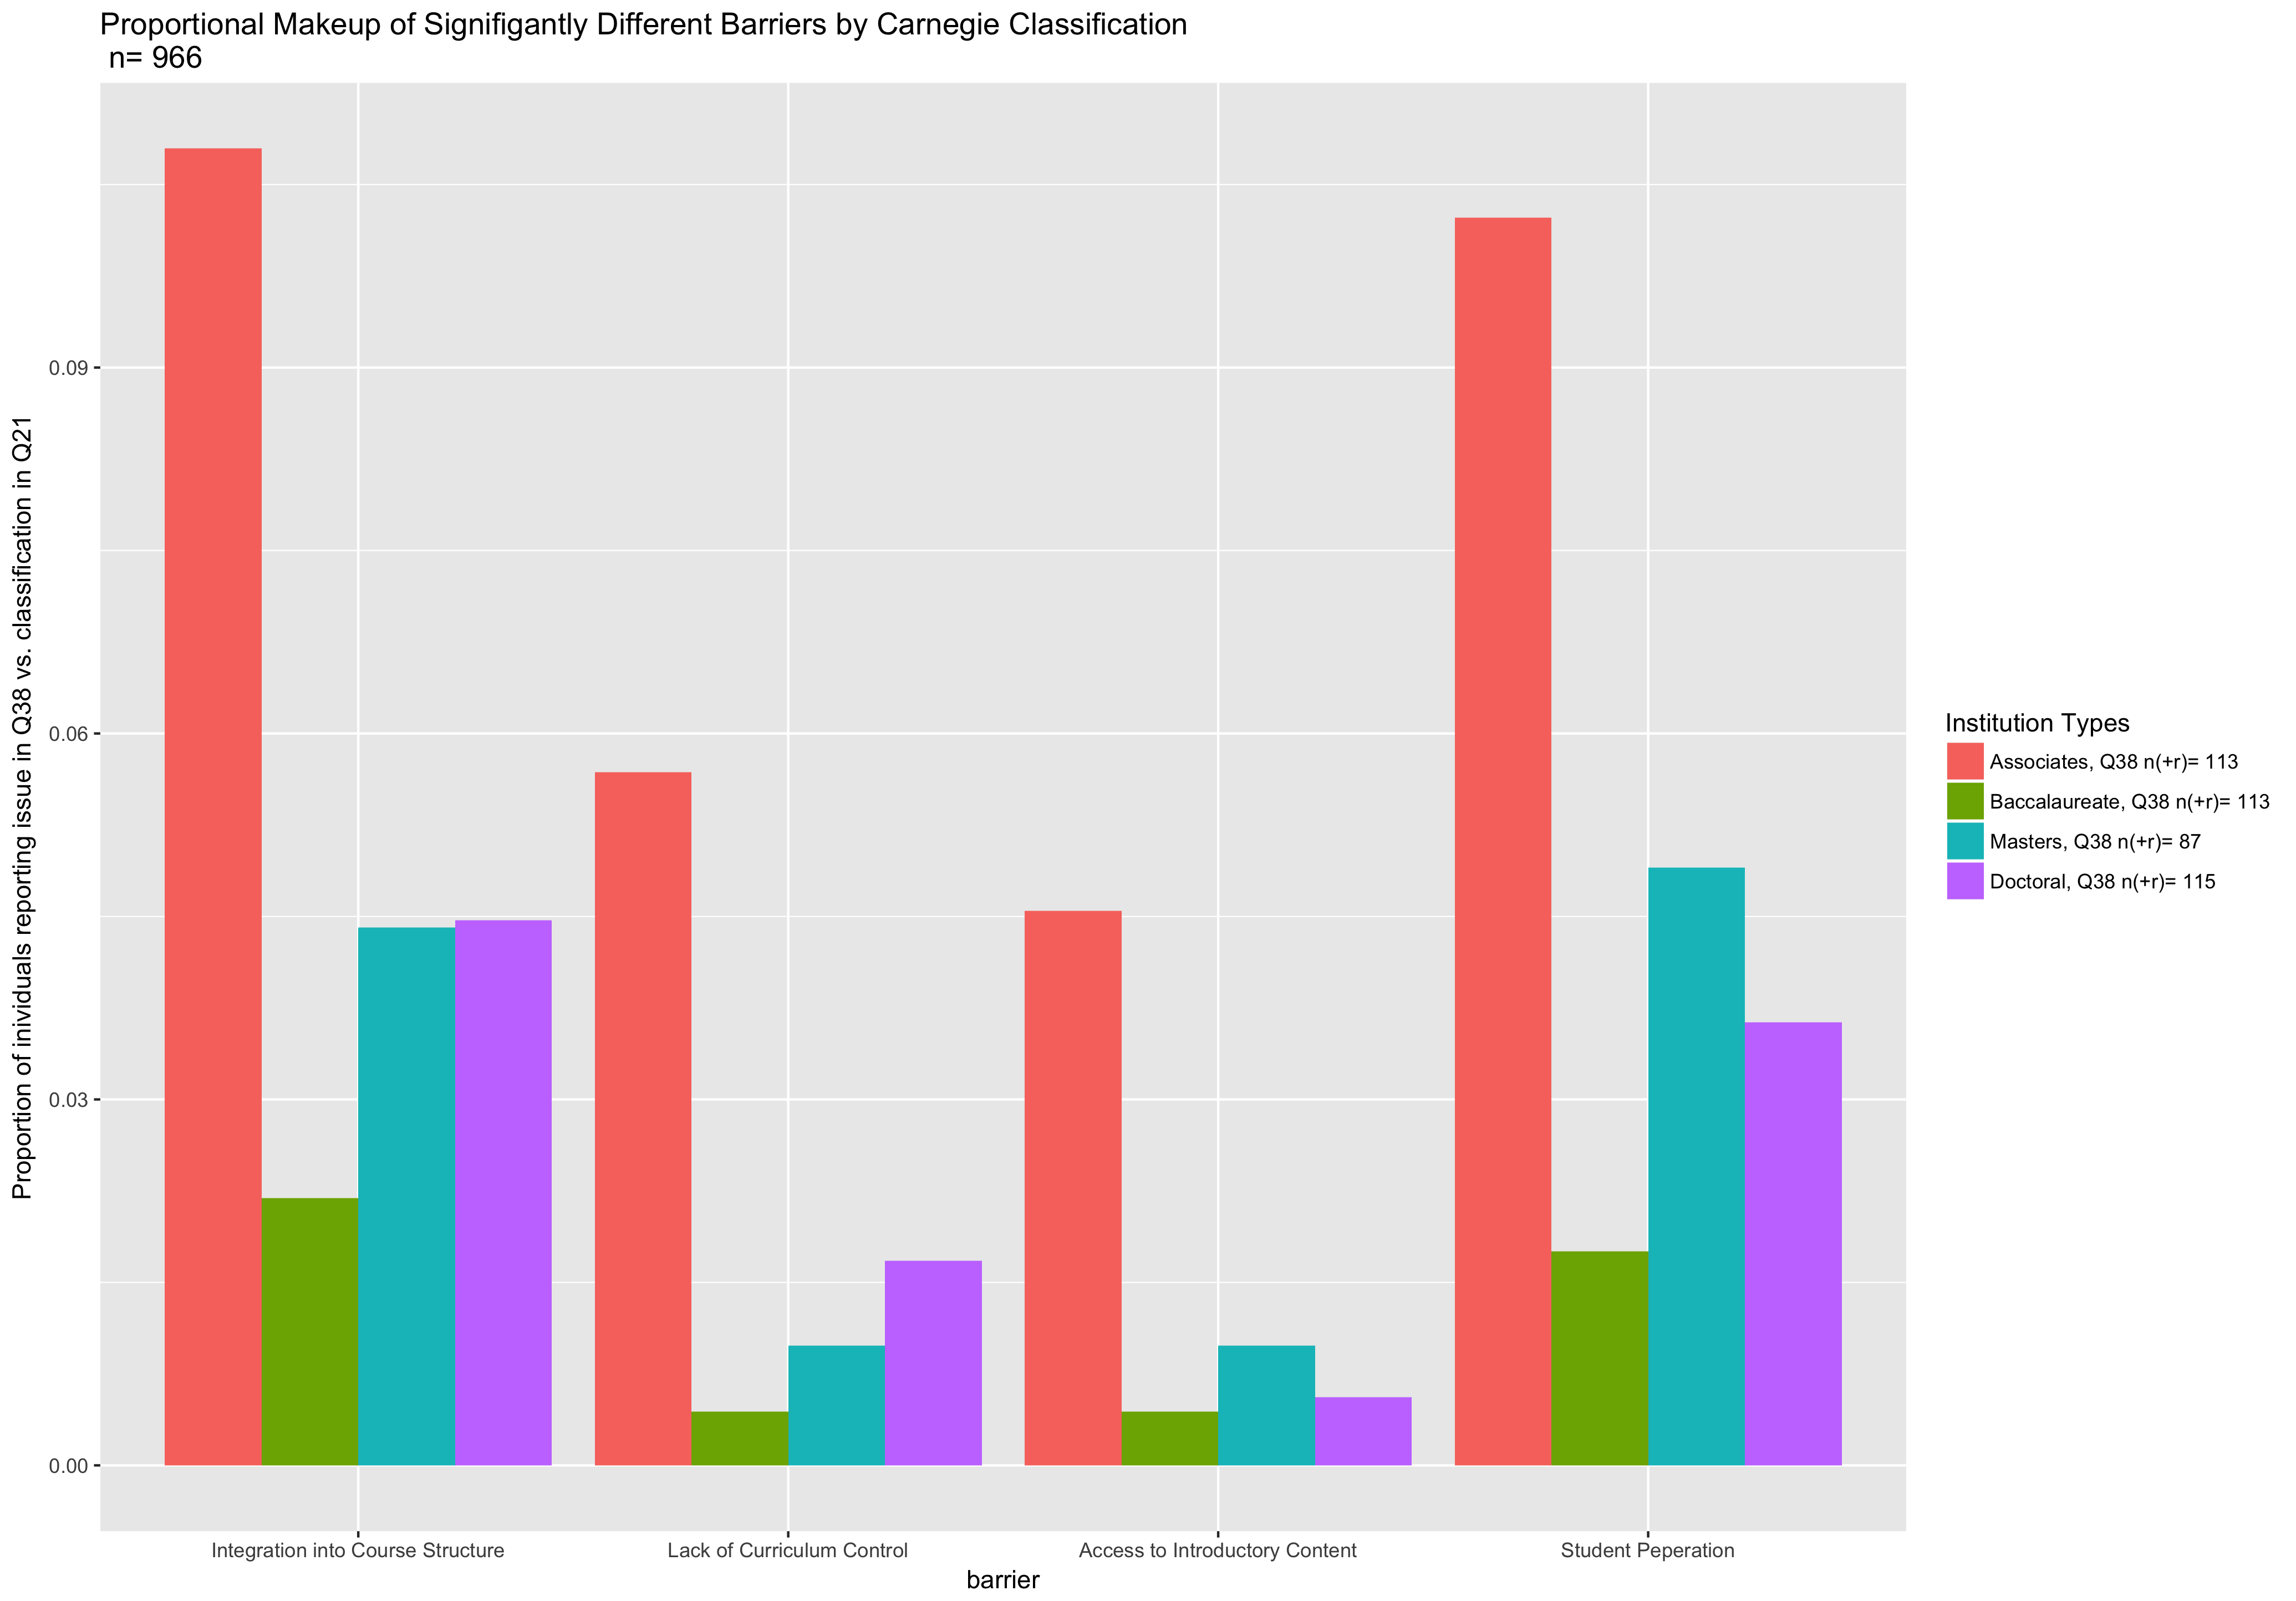 Proportional Makeup of Signifigantly Different Barriers by Carnegie Classification
n= 966
Proportion of inividuals reporting issue in Q38 vs. classification in Q21
0.09
0.06
0.03
0.00
Integration into Course Structure
Lack of Curriculum Control
Access to Introductory Content
Student Peperation
barrier
Institution Types
Associates, Q38 n(+r)= 113
Baccalaureate, Q38 n(+r)= 113
Masters, Q38 n(+r)= 87
Doctoral, Q38 n(+r)= 115